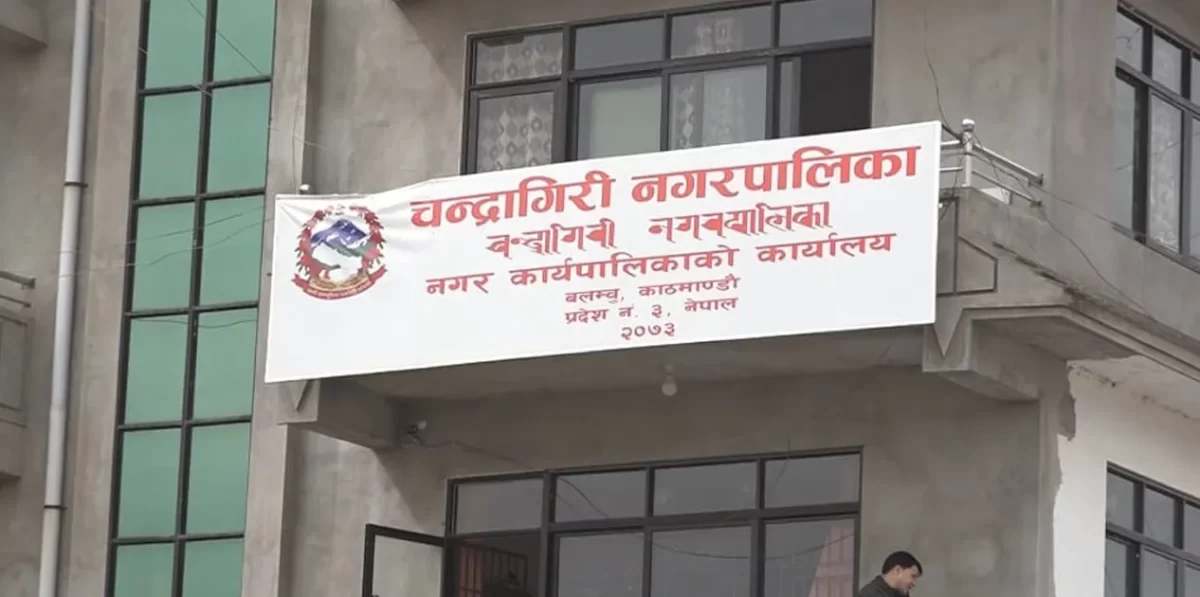 चन्द्रागिरी नगरपालिका
नगर कार्यपालिकाको कार्यालय
बलम्बु, काठमाण्डौ
प्रदेश नं. ३, नेपाल
२०७३